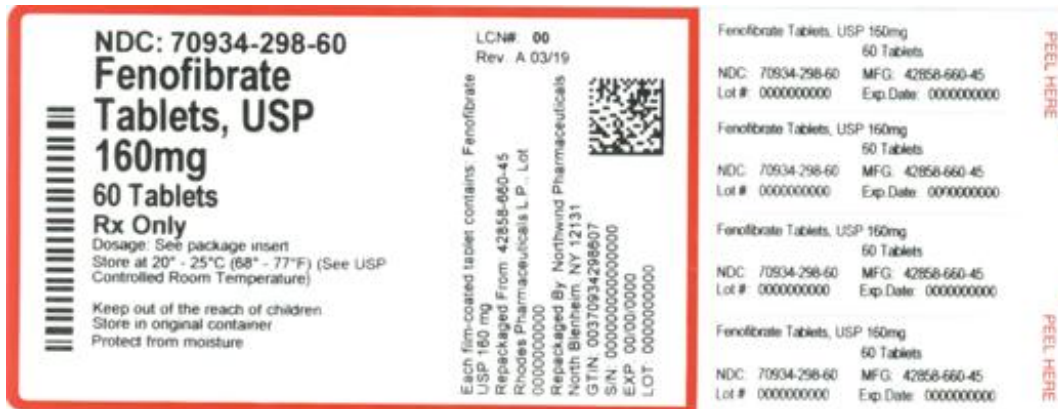 NDC: 70934-298-60
Fenofibrate
Tablets, USP
160mg
60 Tablets
Rx Only
Dosage: See package insert
Store at 20° - 25°C (68° - 77°F) (See USP
Controlled Room Temperature)
Keep out of the reach of children
Store in original container
Protect from moisture
LCN#: 00
Rev. A 03/19
Each film-coated tablet contains: Fenofibrate
USP 160 mg
Repackaged From: 42858-660-45
Rhodes Pharmaceuticals L.P. - Lot
0000000000
Repackaged By: Northwind Pharmaceuticals
North Blenheim, NY 12131
GTIN: 00370934298607
S/N: 00000000000000
EXP: 00/00/0000
LOT: 0000000000
Fenofibrate Tablets, USP 160mg
60 Tablets
NDC: 70934-298-60 MFG: 42858-660-45
Lot #: 0000000000 Exp.Date: 0000000000
Fenofibrate Tablets, USP 160mg
60 Tablets
NDC: 70934-298-60 MFG: 42858-660-45
Lot #: 0000000000 Exp.Date: 0000000000
Fenofibrate Tablets, USP 160mg
60 Tablets
NDC: 70934-298-60 MFG: 42858-660-45
Lot #: 0000000000 Exp.Date: 0000000000
Fenofibrate Tablets, USP 160mg
60 Tablets
NDC: 70934-298-60 MFG: 42858-660-45
Lot #: 0000000000 Exp.Date: 0000000000
PEEL HERE
PEEL HERE